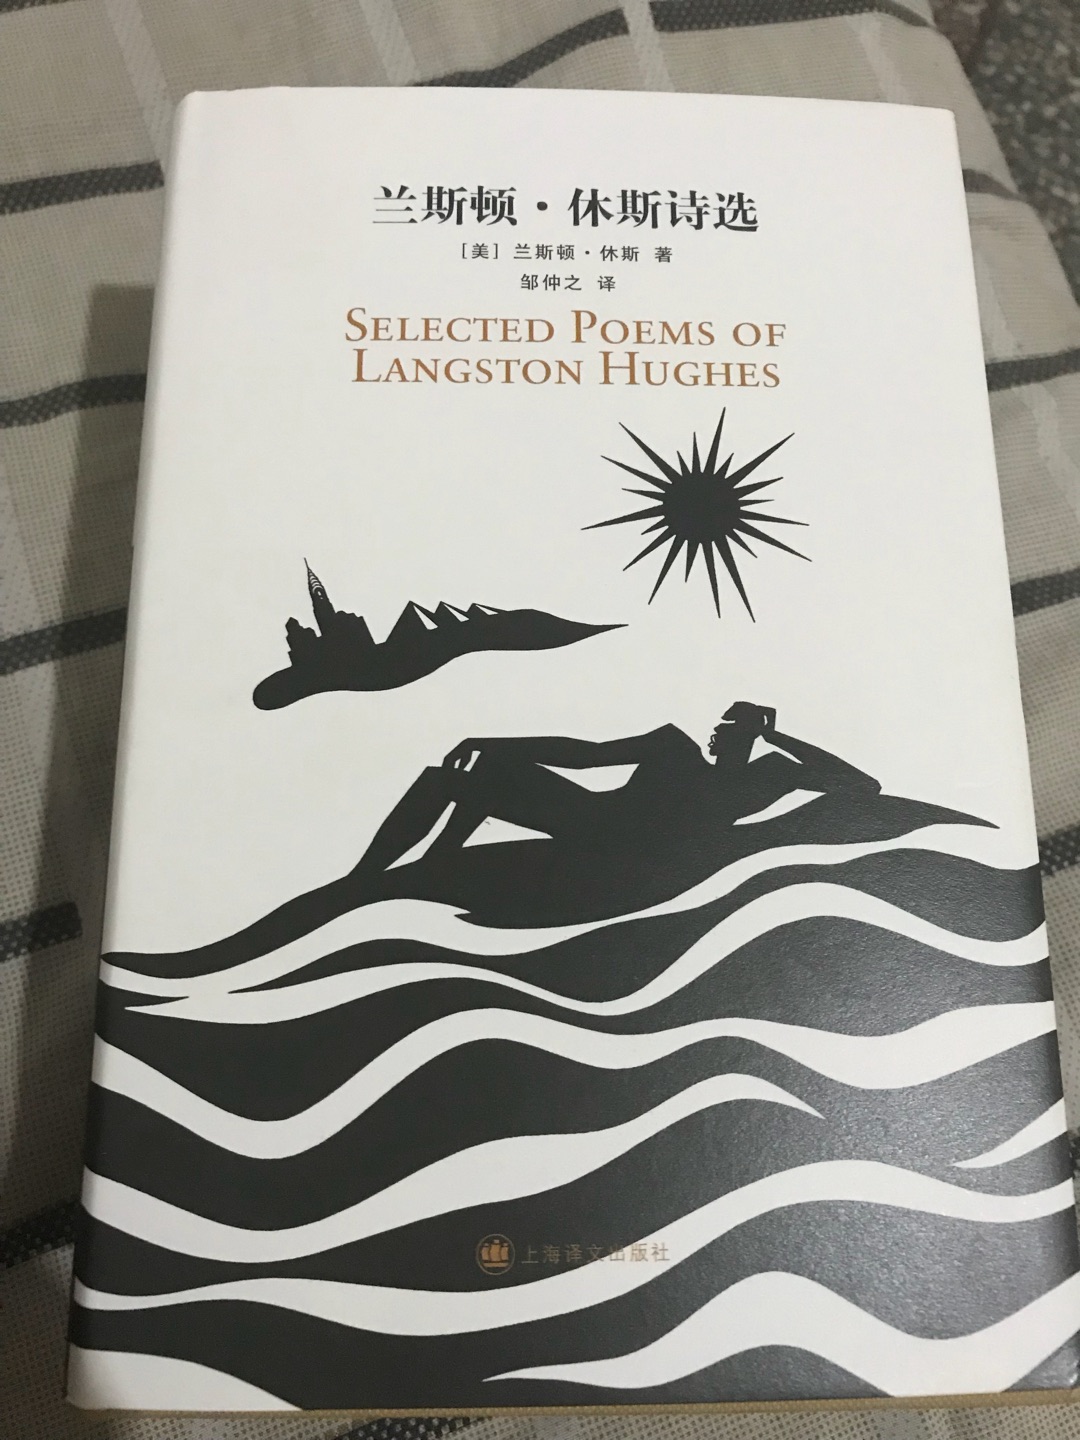 兰斯顿·休斯诗选
［美］兰斯顿·休斯 著
邹仲之 译
SELECTED POEMS OF
LANGSTON HUGHES
上海译文出版社